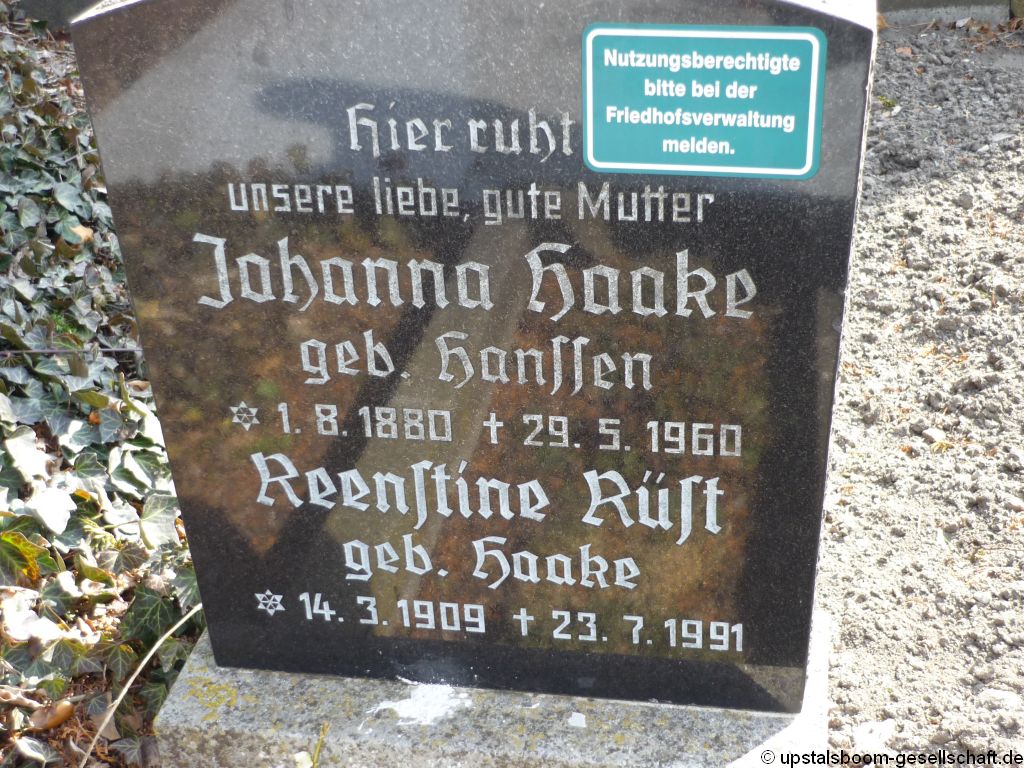 Nutzungsberechtigte
bitte bei der
Friedhofsverwaltung
melden.
Hier ruht
unsere liebe, gute Mutter
Johanna Haake
geb. Hanſſen
✡ 1. 8. 1880 ✝ 29. 5. 1960
Reenſtine Rüſt
geb. Haake
✡ 14. 3. 1909 ✝ 23. 7. 1991
© upstalsboom-gesellschaft.de